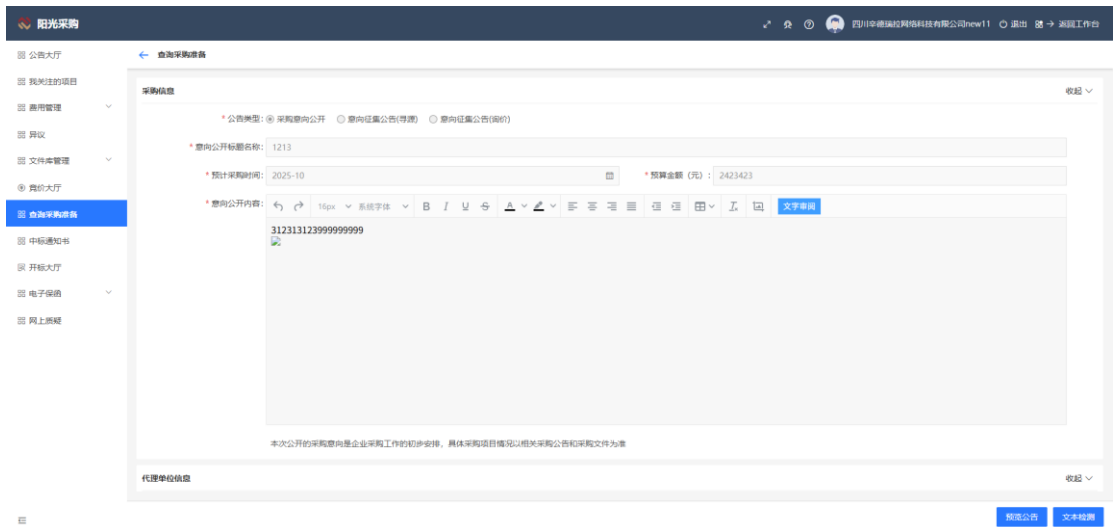 阳光采购
四川辛德瑞拉网络科技有限公司new11 退出 返回工作台
公告大厅
我关注的项目
费用管理
异议
文件库管理
竞价大厅
查询采购准备
中标通知书
开标大厅
电子保函
网上质疑
查询采购准备
采购信息 收起
* 公告类型: 采购意向公开 意向征集公告(寻源) 意向征集公告(询价)
* 意向公开标题名称: 1213
* 预计采购时间: 2025-10 * 预算金额（元）: 2423423
* 意向公开内容: 16px 系统字体 B I U S A 文字审阅
312313123999999999
本次公开的采购意向是企业采购工作的初步安排，具体采购项目情况以相关采购公告和采购文件为准
代理单位信息 收起
预览公告 文本检测